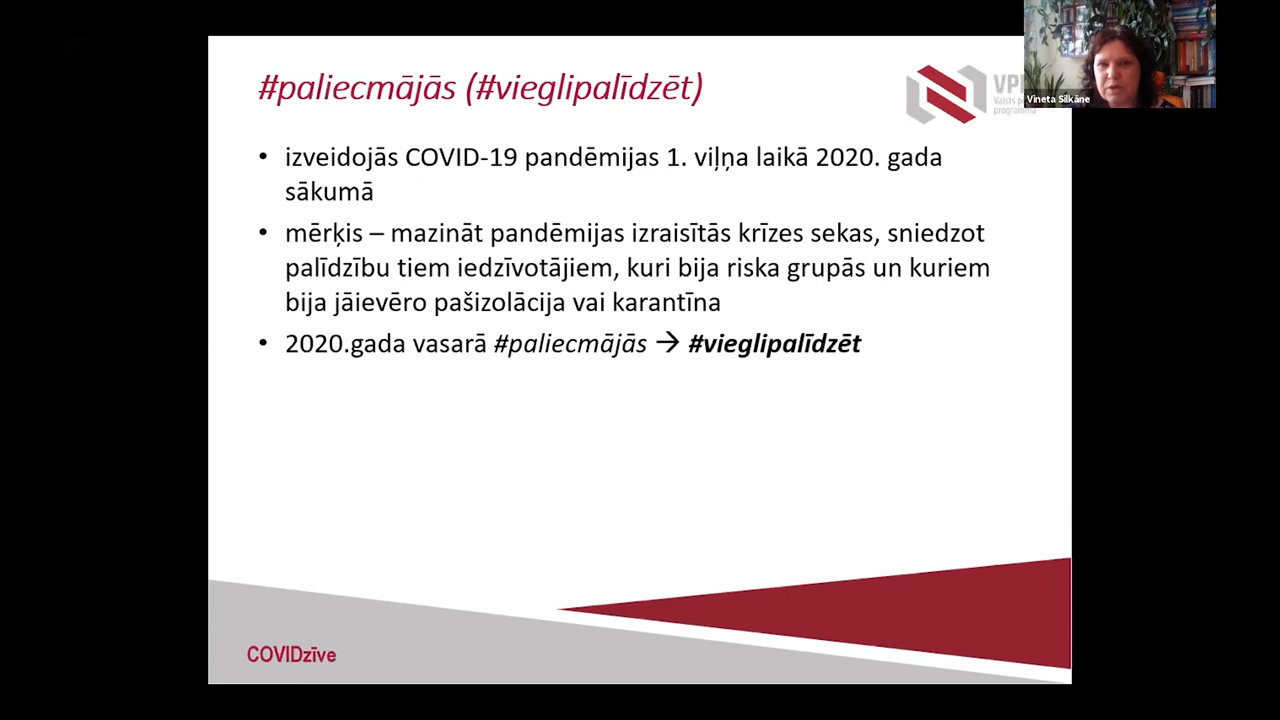 #paliecmājās (#vieglipalīdzēt)
Vineta Silkāne
• izveidojās COVID-19 pandēmijas 1. viļņa laikā 2020. gada
sākumā
• mērķis – mazināt pandēmijas izraisītās krīzes sekas, sniedzot
palīdzību tiem iedzīvotājiem, kuri bija riska grupās un kuriem
bija jāievēro pašizolācija vai karantīna
• 2020.gada vasarā #paliecmājās → #vieglipalīdzēt
COVIDzīve